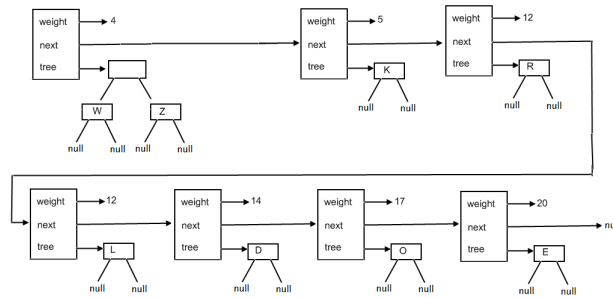 weight 4
next
tree
W Z
null null null null
weight 5
next
tree K
null null
weight 12
next
tree R
null null
weight 12
next
tree L
null null
weight 14
next
tree D
null null
weight 17
next
tree O
null null
weight 20
next
tree E
null null